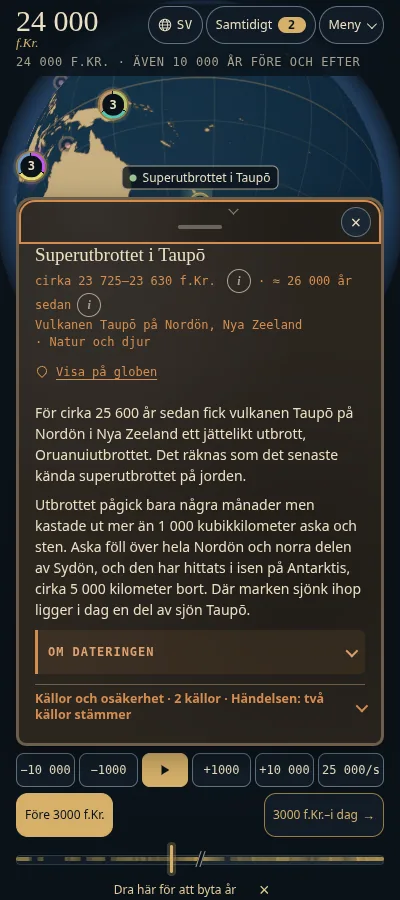 24 000
f.Kr.
SV
Samtidigt 2
Meny
24 000 F.KR. · ÄVEN 10 000 ÅR FÖRE OCH EFTER
3
3
Superutbrottet i Taupō
×
Superutbrottet i Taupō
cirka 23 725–23 630 f.Kr. i · ≈ 26 000 år
sedan i
Vulkanen Taupō på Nordön, Nya Zeeland
· Natur och djur
Visa på globen
För cirka 25 600 år sedan fick vulkanen Taupō på
Nordön i Nya Zeeland ett jättelikt utbrott,
Oruanuiutbrottet. Det räknas som det senaste
kända superutbrottet på jorden.
Utbrottet pågick bara några månader men
kastade ut mer än 1 000 kubikkilometer aska och
sten. Aska föll över hela Nordön och norra delen
av Sydön, och den har hittats i isen på Antarktis,
cirka 5 000 kilometer bort. Där marken sjönk ihop
ligger i dag en del av sjön Taupō.
OM DATERINGEN
Källor och osäkerhet · 2 källor · Händelsen: två
källor stämmer
−10 000
−1000
+1000
+10 000
25 000/s
Före 3000 f.Kr.
3000 f.Kr.–i dag →
Dra här för att byta år ×